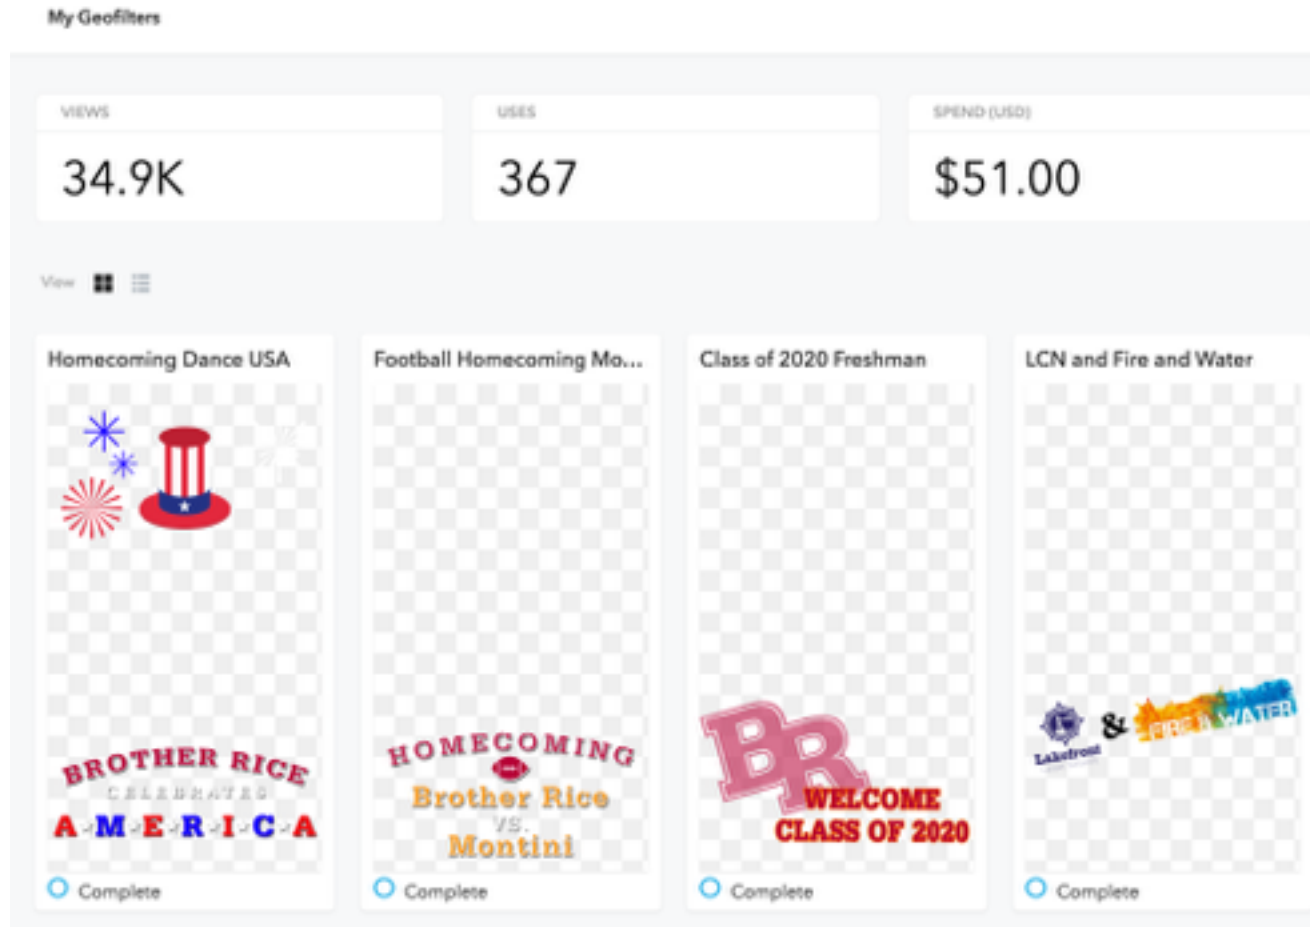 My Geofilters
VIEWS
34.9K
USES
367
SPEND (USD)
$51.00
View
Homecoming Dance USA
BROTHER RICE
CELEBRATES
A-M-E-R-I-C-A
Complete
Football Homecoming Mo...
HOMECOMING
Brother Rice
VS.
Montini
Complete
Class of 2020 Freshman
BR
WELCOME
CLASS OF 2020
Complete
LCN and Fire and Water
Lakefront
&
FIRE & WATER
Complete